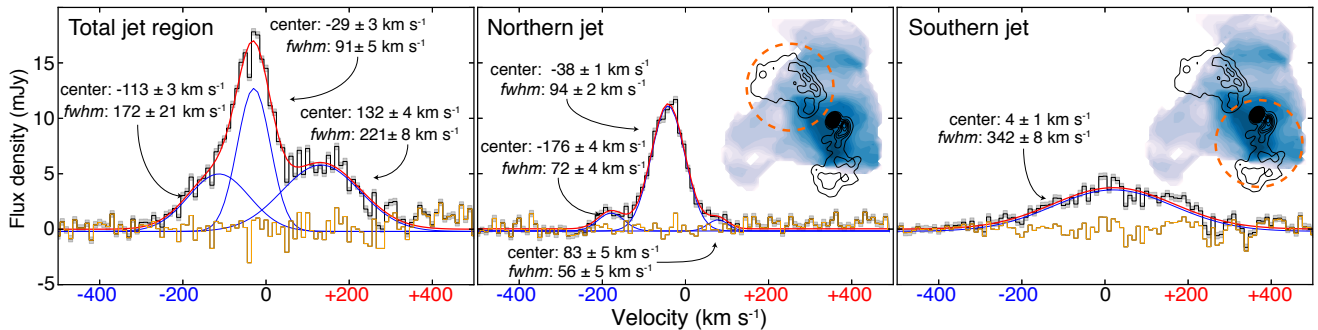 Total jet region
center: -29 ± 3 km s⁻¹
fwhm: 91± 5 km s⁻¹
center: -113 ± 3 km s⁻¹
fwhm: 172 ± 21 km s⁻¹
center: 132 ± 4 km s⁻¹
fwhm: 221± 8 km s⁻¹
Northern jet
center: -38 ± 1 km s⁻¹
fwhm: 94 ± 2 km s⁻¹
center: -176 ± 4 km s⁻¹
fwhm: 72 ± 4 km s⁻¹
center: 83 ± 5 km s⁻¹
fwhm: 56 ± 5 km s⁻¹
Southern jet
center: 4 ± 1 km s⁻¹
fwhm: 342 ± 8 km s⁻¹
Flux density (mJy)
15
10
5
0
-5
-400 -200 0 +200 +400
-400 -200 0 +200 +400
-400 -200 0 +200 +400
Velocity (km s⁻¹)